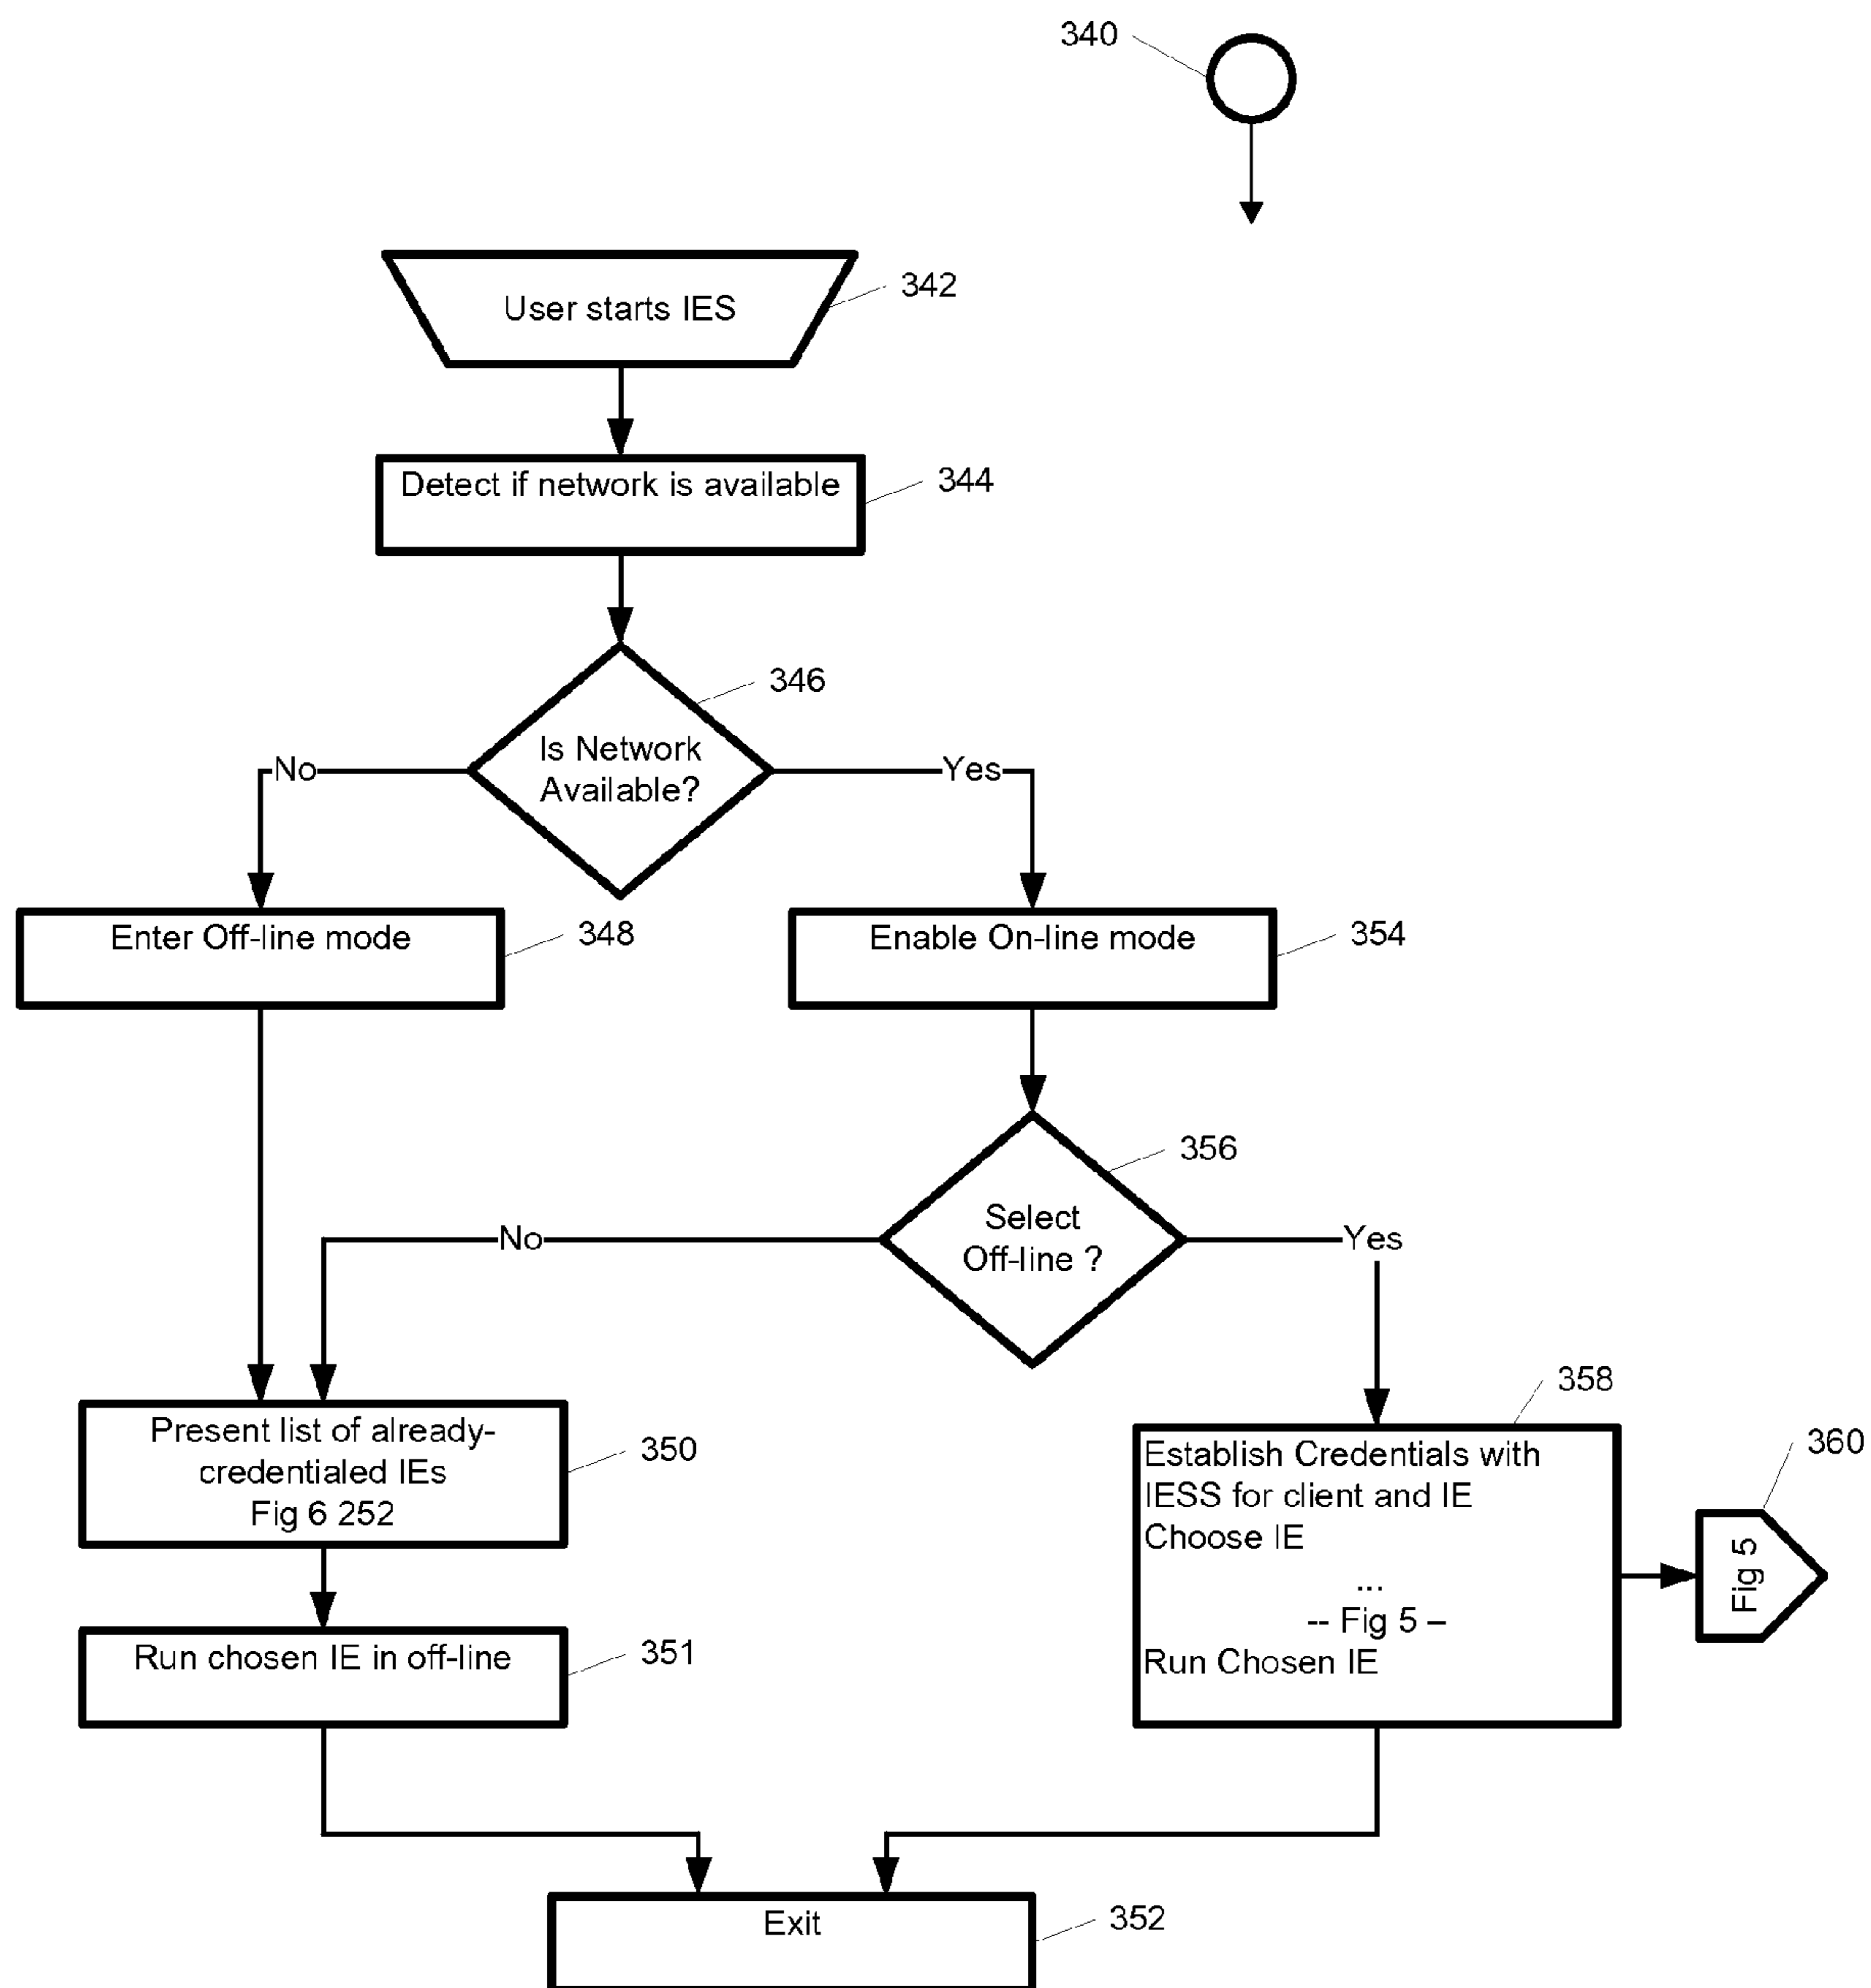 340
User starts IES
342
Detect if network is available
344
346
Is Network
Available?
No
Yes
Enter Off-line mode
348
Enable On-line mode
354
356
Select
Off-line ?
No
Yes
358
Present list of already-
credentialed IEs
Fig 6 252
350
Establish Credentials with
IESS for client and IE
Choose IE
...
-- Fig 5 –
Run Chosen IE
360
Fig 5
Run chosen IE in off-line
351
Exit
352